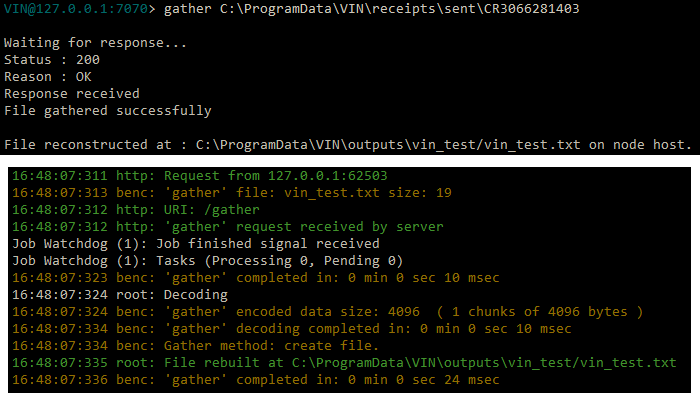 VIN@127.0.0.1:7070> gather C:\ProgramData\VIN\receipts\sent\CR3066281403
Waiting for response...
Status : 200
Reason : OK
Response received
File gathered successfully
File reconstructed at : C:\ProgramData\VIN\outputs\vin_test/vin_test.txt on node host.
16:48:07:311 http: Request from 127.0.0.1:62503
16:48:07:313 benc: 'gather' file: vin_test.txt size: 19
16:48:07:312 http: URI: /gather
16:48:07:312 http: 'gather' request received by server
Job Watchdog (1): Job finished signal received
Job Watchdog (1): Tasks (Processing 0, Pending 0)
16:48:07:323 benc: 'gather' completed in: 0 min 0 sec 10 msec
16:48:07:324 root: Decoding
16:48:07:324 benc: 'gather' encoded data size: 4096  ( 1 chunks of 4096 bytes )
16:48:07:334 benc: 'gather' decoding completed in: 0 min 0 sec 10 msec
16:48:07:334 benc: Gather method: create file.
16:48:07:335 root: File rebuilt at C:\ProgramData\VIN\outputs\vin_test/vin_test.txt
16:48:07:336 benc: 'gather' completed in: 0 min 0 sec 24 msec